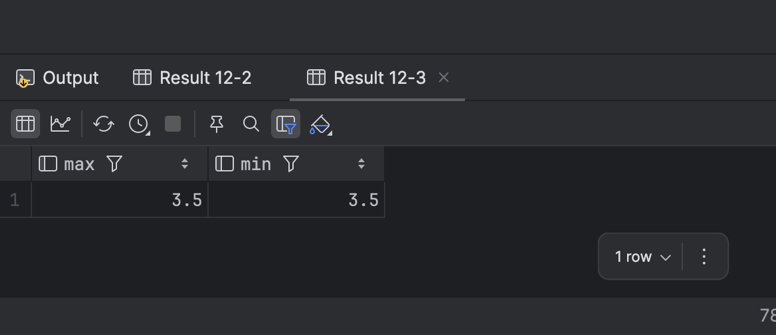 Output Result 12-2 Result 12-3
max min
1 3.5 3.5
1 row
78